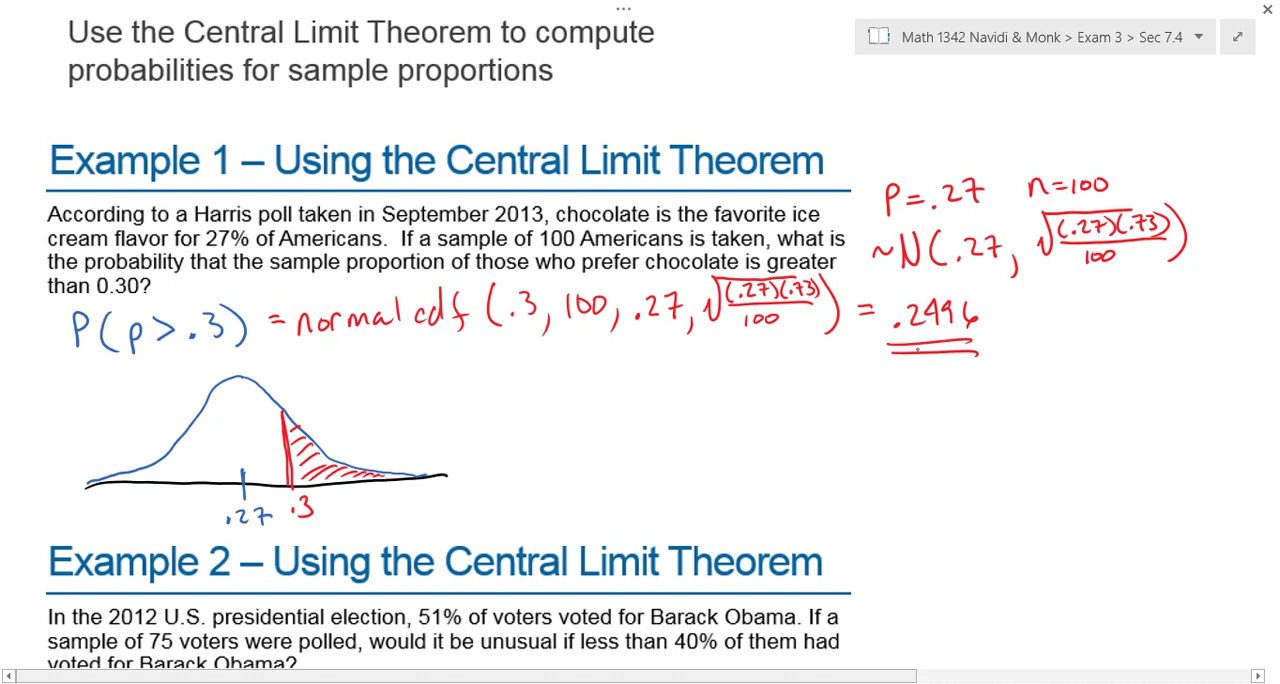 ...
Use the Central Limit Theorem to compute
probabilities for sample proportions
Math 1342 Navidi & Monk > Exam 3 > Sec 7.4
Example 1 – Using the Central Limit Theorem
According to a Harris poll taken in September 2013, chocolate is the favorite ice
cream flavor for 27% of Americans. If a sample of 100 Americans is taken, what is
the probability that the sample proportion of those who prefer chocolate is greater
than 0.30?
P = .27 n = 100
~N(.27, √((.27)(.73)/100))
P(p > .3) = normalcdf(.3, 100, .27, √((.27)(.73)/100)) = .2496
.27 .3
Example 2 – Using the Central Limit Theorem
In the 2012 U.S. presidential election, 51% of voters voted for Barack Obama. If a
sample of 75 voters were polled, would it be unusual if less than 40% of them had
voted for Barack Obama?